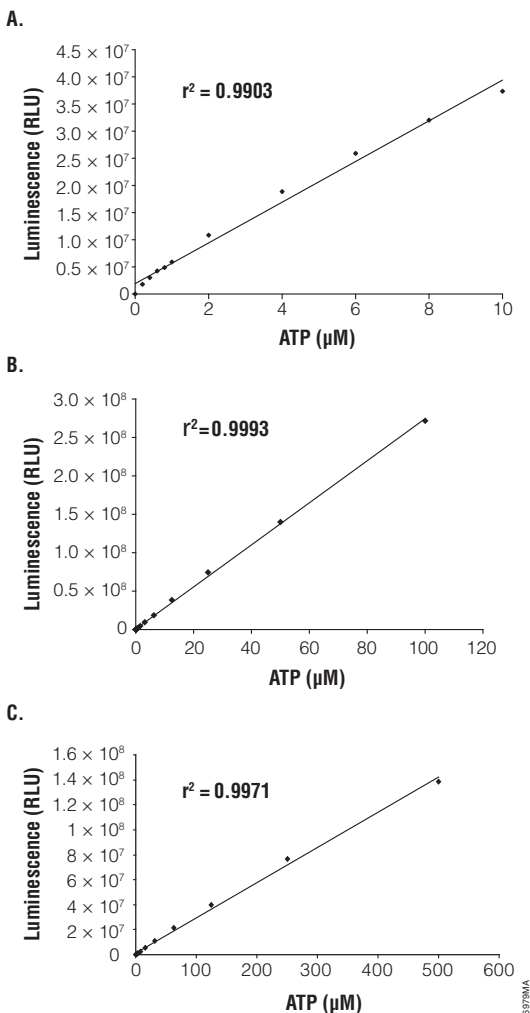 A.
4.5 × 10⁷
4.0 × 10⁷
3.5 × 10⁷
3.0 × 10⁷
2.5 × 10⁷
2.0 × 10⁷
1.5 × 10⁷
1.0 × 10⁷
0.5 × 10⁷
0
Luminescence (RLU)
r² = 0.9903
0 2 4 6 8 10
ATP (μM)
B.
3.0 × 10⁸
2.5 × 10⁸
2.0 × 10⁸
1.5 × 10⁸
1.0 × 10⁸
0.5 × 10⁸
0
Luminescence (RLU)
r²=0.9993
0 20 40 60 80 100 120
ATP (μM)
C.
1.6 × 10⁸
1.4 × 10⁸
1.2 × 10⁸
1 × 10⁸
8 × 10⁷
6 × 10⁷
4 × 10⁷
2 × 10⁷
0
Luminescence (RLU)
r² = 0.9971
0 100 200 300 400 500 600
ATP (μM)